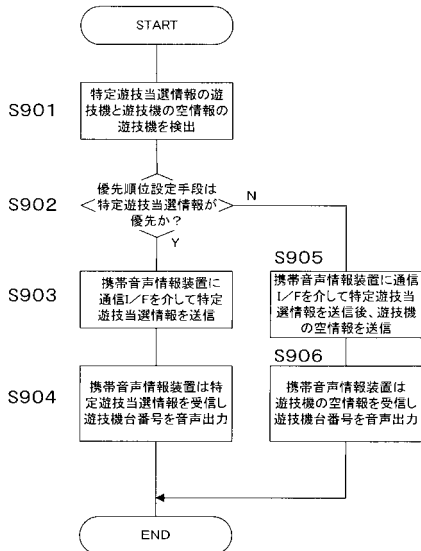 START
S901
特定遊技当選情報の遊
技機と遊技機の空情報の
遊技機を検出
S902
優先順位設定手段は
特定遊技当選情報が
優先か?
N
Y
S903
携帯音声情報装置に
通信I/Fを介して特定
遊技当選情報を送信
S905
携帯音声情報装置に通信
I/Fを介して特定遊技当
選情報を送信後、遊技機
の空情報を送信
S904
携帯音声情報装置は特
定遊技当選情報を受信し
遊技機台番号を音声出力
S906
携帯音声情報装置は
遊技機の空情報を受信し
遊技機台番号を音声出力
END